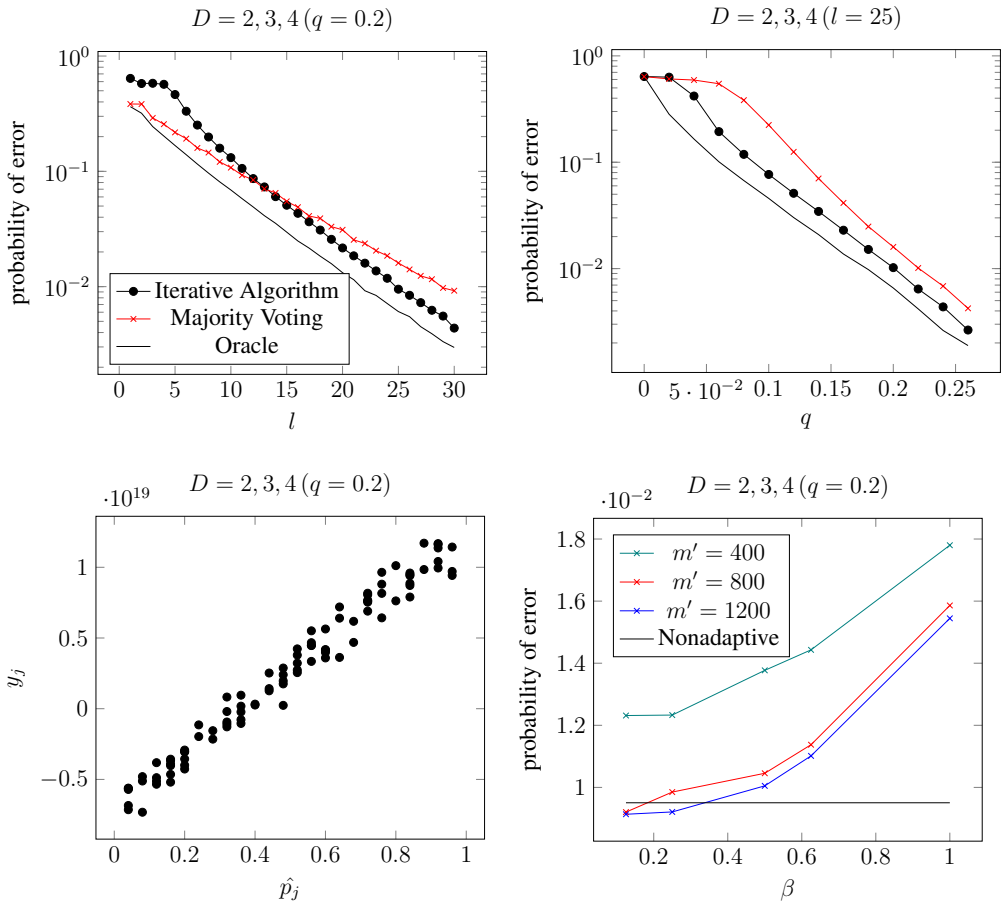 D = 2, 3, 4 (q = 0.2)
probability of error
10^0
10^{-1}
10^{-2}
Iterative Algorithm
Majority Voting
Oracle
0 5 10 15 20 25 30
l
D = 2, 3, 4 (l = 25)
probability of error
10^0
10^{-1}
10^{-2}
0 5 · 10^{-2} 0.1 0.15 0.2 0.25
q
D = 2, 3, 4 (q = 0.2)
·10^{19}
y_j
1
0.5
0
−0.5
0 0.2 0.4 0.6 0.8 1
\hat{p_j}
D = 2, 3, 4 (q = 0.2)
·10^{-2}
probability of error
1.8
1.6
1.4
1.2
1
m′ = 400
m′ = 800
m′ = 1200
Nonadaptive
0.2 0.4 0.6 0.8 1
β